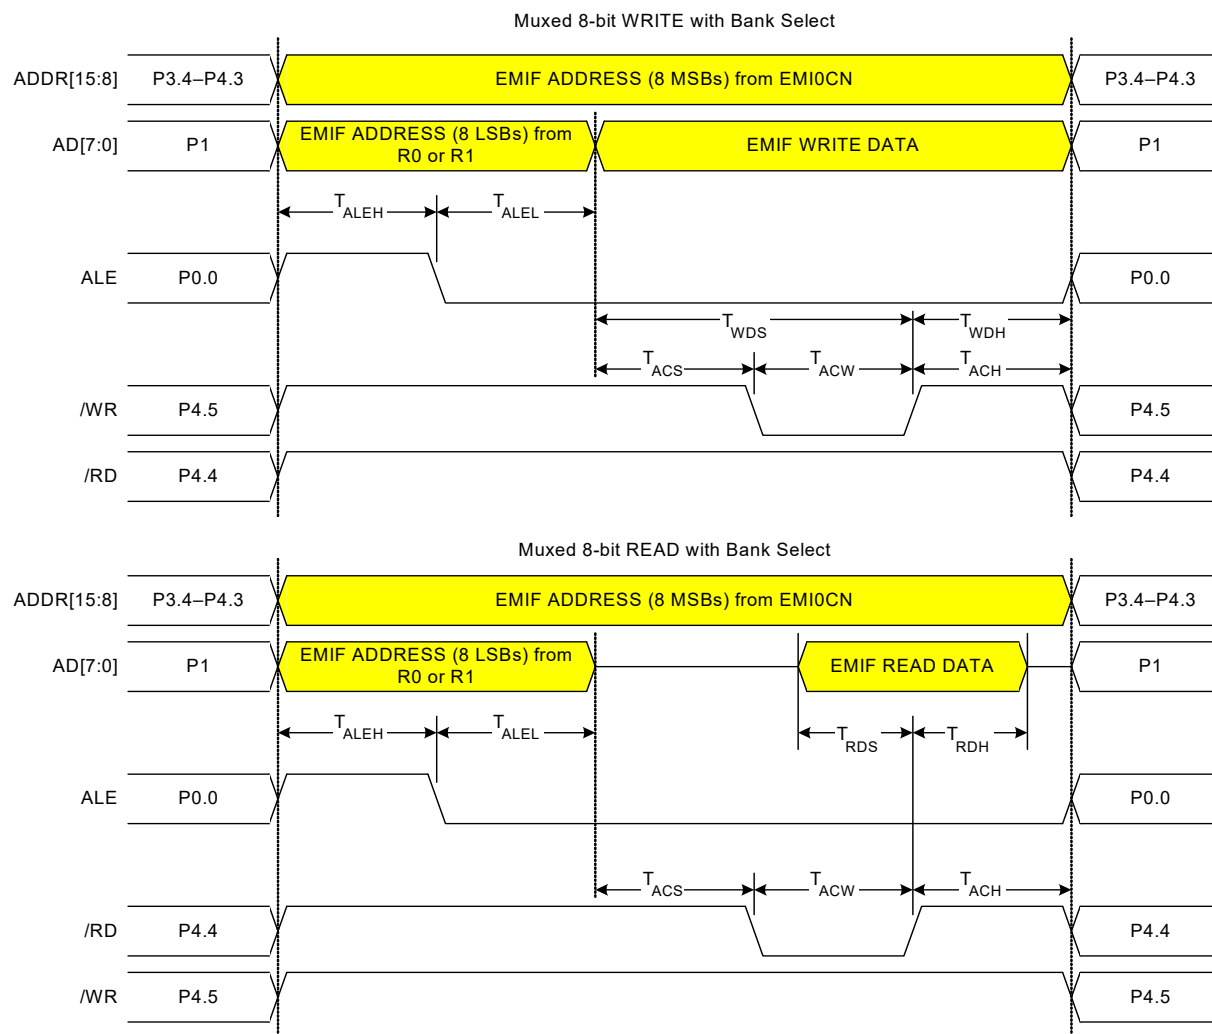 Muxed 8-bit WRITE with Bank Select
ADDR[15:8] P3.4–P4.3 EMIF ADDRESS (8 MSBs) from EMI0CN P3.4–P4.3
AD[7:0] P1 EMIF ADDRESS (8 LSBs) from EMIF WRITE DATA P1
R0 or R1
TALEH TALEL
ALE P0.0 P0.0
TWDS TWDH
TACS TACW TACH
/WR P4.5 P4.5
/RD P4.4 P4.4
Muxed 8-bit READ with Bank Select
ADDR[15:8] P3.4–P4.3 EMIF ADDRESS (8 MSBs) from EMI0CN P3.4–P4.3
AD[7:0] P1 EMIF ADDRESS (8 LSBs) from EMIF READ DATA P1
R0 or R1
TALEH TALEL TRDS TRDH
ALE P0.0 P0.0
TACS TACW TACH
/RD P4.4 P4.4
/WR P4.5 P4.5